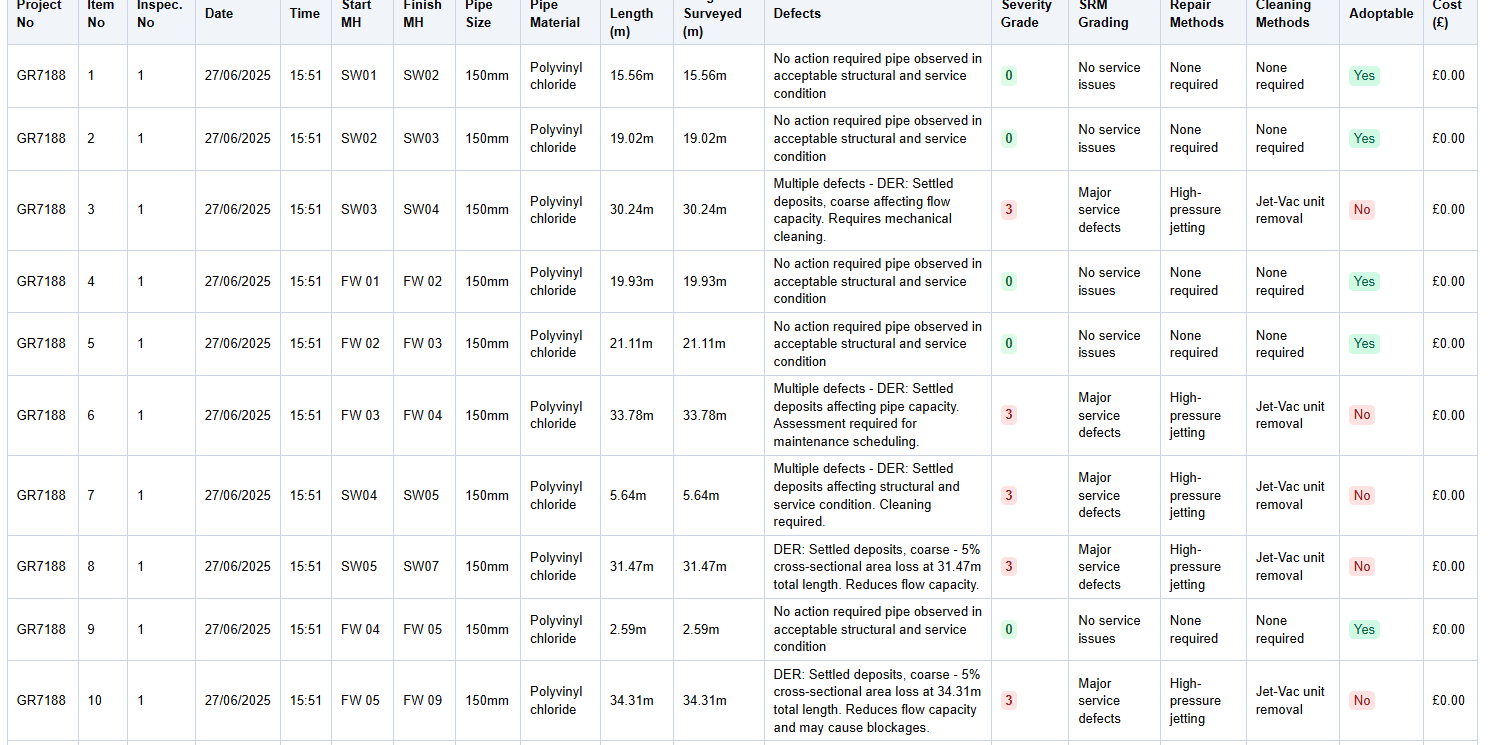 Project
No
Item
No
Inspec.
No
Date
Time
Start
MH
Finish
MH
Pipe
Size
Pipe
Material
Length
(m)
Surveyed
(m)
Defects
Severity
Grade
SRM
Grading
Repair
Methods
Cleaning
Methods
Adoptable
Cost
(£)
GR7188
1
1
27/06/2025
15:51
SW01
SW02
150mm
Polyvinyl
chloride
15.56m
15.56m
No action required pipe observed in
acceptable structural and service
condition
0
No service
issues
None
required
None
required
Yes
£0.00
GR7188
2
1
27/06/2025
15:51
SW02
SW03
150mm
Polyvinyl
chloride
19.02m
19.02m
No action required pipe observed in
acceptable structural and service
condition
0
No service
issues
None
required
None
required
Yes
£0.00
GR7188
3
1
27/06/2025
15:51
SW03
SW04
150mm
Polyvinyl
chloride
30.24m
30.24m
Multiple defects - DER: Settled
deposits, coarse affecting flow
capacity. Requires mechanical
cleaning.
3
Major
service
defects
High-
pressure
jetting
Jet-Vac unit
removal
No
£0.00
GR7188
4
1
27/06/2025
15:51
FW 01
FW 02
150mm
Polyvinyl
chloride
19.93m
19.93m
No action required pipe observed in
acceptable structural and service
condition
0
No service
issues
None
required
None
required
Yes
£0.00
GR7188
5
1
27/06/2025
15:51
FW 02
FW 03
150mm
Polyvinyl
chloride
21.11m
21.11m
No action required pipe observed in
acceptable structural and service
condition
0
No service
issues
None
required
None
required
Yes
£0.00
GR7188
6
1
27/06/2025
15:51
FW 03
FW 04
150mm
Polyvinyl
chloride
33.78m
33.78m
Multiple defects - DER: Settled
deposits affecting pipe capacity.
Assessment required for
maintenance scheduling.
3
Major
service
defects
High-
pressure
jetting
Jet-Vac unit
removal
No
£0.00
GR7188
7
1
27/06/2025
15:51
SW04
SW05
150mm
Polyvinyl
chloride
5.64m
5.64m
Multiple defects - DER: Settled
deposits affecting structural and
service condition. Cleaning
required.
3
Major
service
defects
High-
pressure
jetting
Jet-Vac unit
removal
No
£0.00
GR7188
8
1
27/06/2025
15:51
SW05
SW07
150mm
Polyvinyl
chloride
31.47m
31.47m
DER: Settled deposits, coarse - 5%
cross-sectional area loss at 31.47m
total length. Reduces flow capacity.
3
Major
service
defects
High-
pressure
jetting
Jet-Vac unit
removal
No
£0.00
GR7188
9
1
27/06/2025
15:51
FW 04
FW 05
150mm
Polyvinyl
chloride
2.59m
2.59m
No action required pipe observed in
acceptable structural and service
condition
0
No service
issues
None
required
None
required
Yes
£0.00
GR7188
10
1
27/06/2025
15:51
FW 05
FW 09
150mm
Polyvinyl
chloride
34.31m
34.31m
DER: Settled deposits, coarse - 5%
cross-sectional area loss at 34.31m
total length. Reduces flow capacity
and may cause blockages.
3
Major
service
defects
High-
pressure
jetting
Jet-Vac unit
removal
No
£0.00